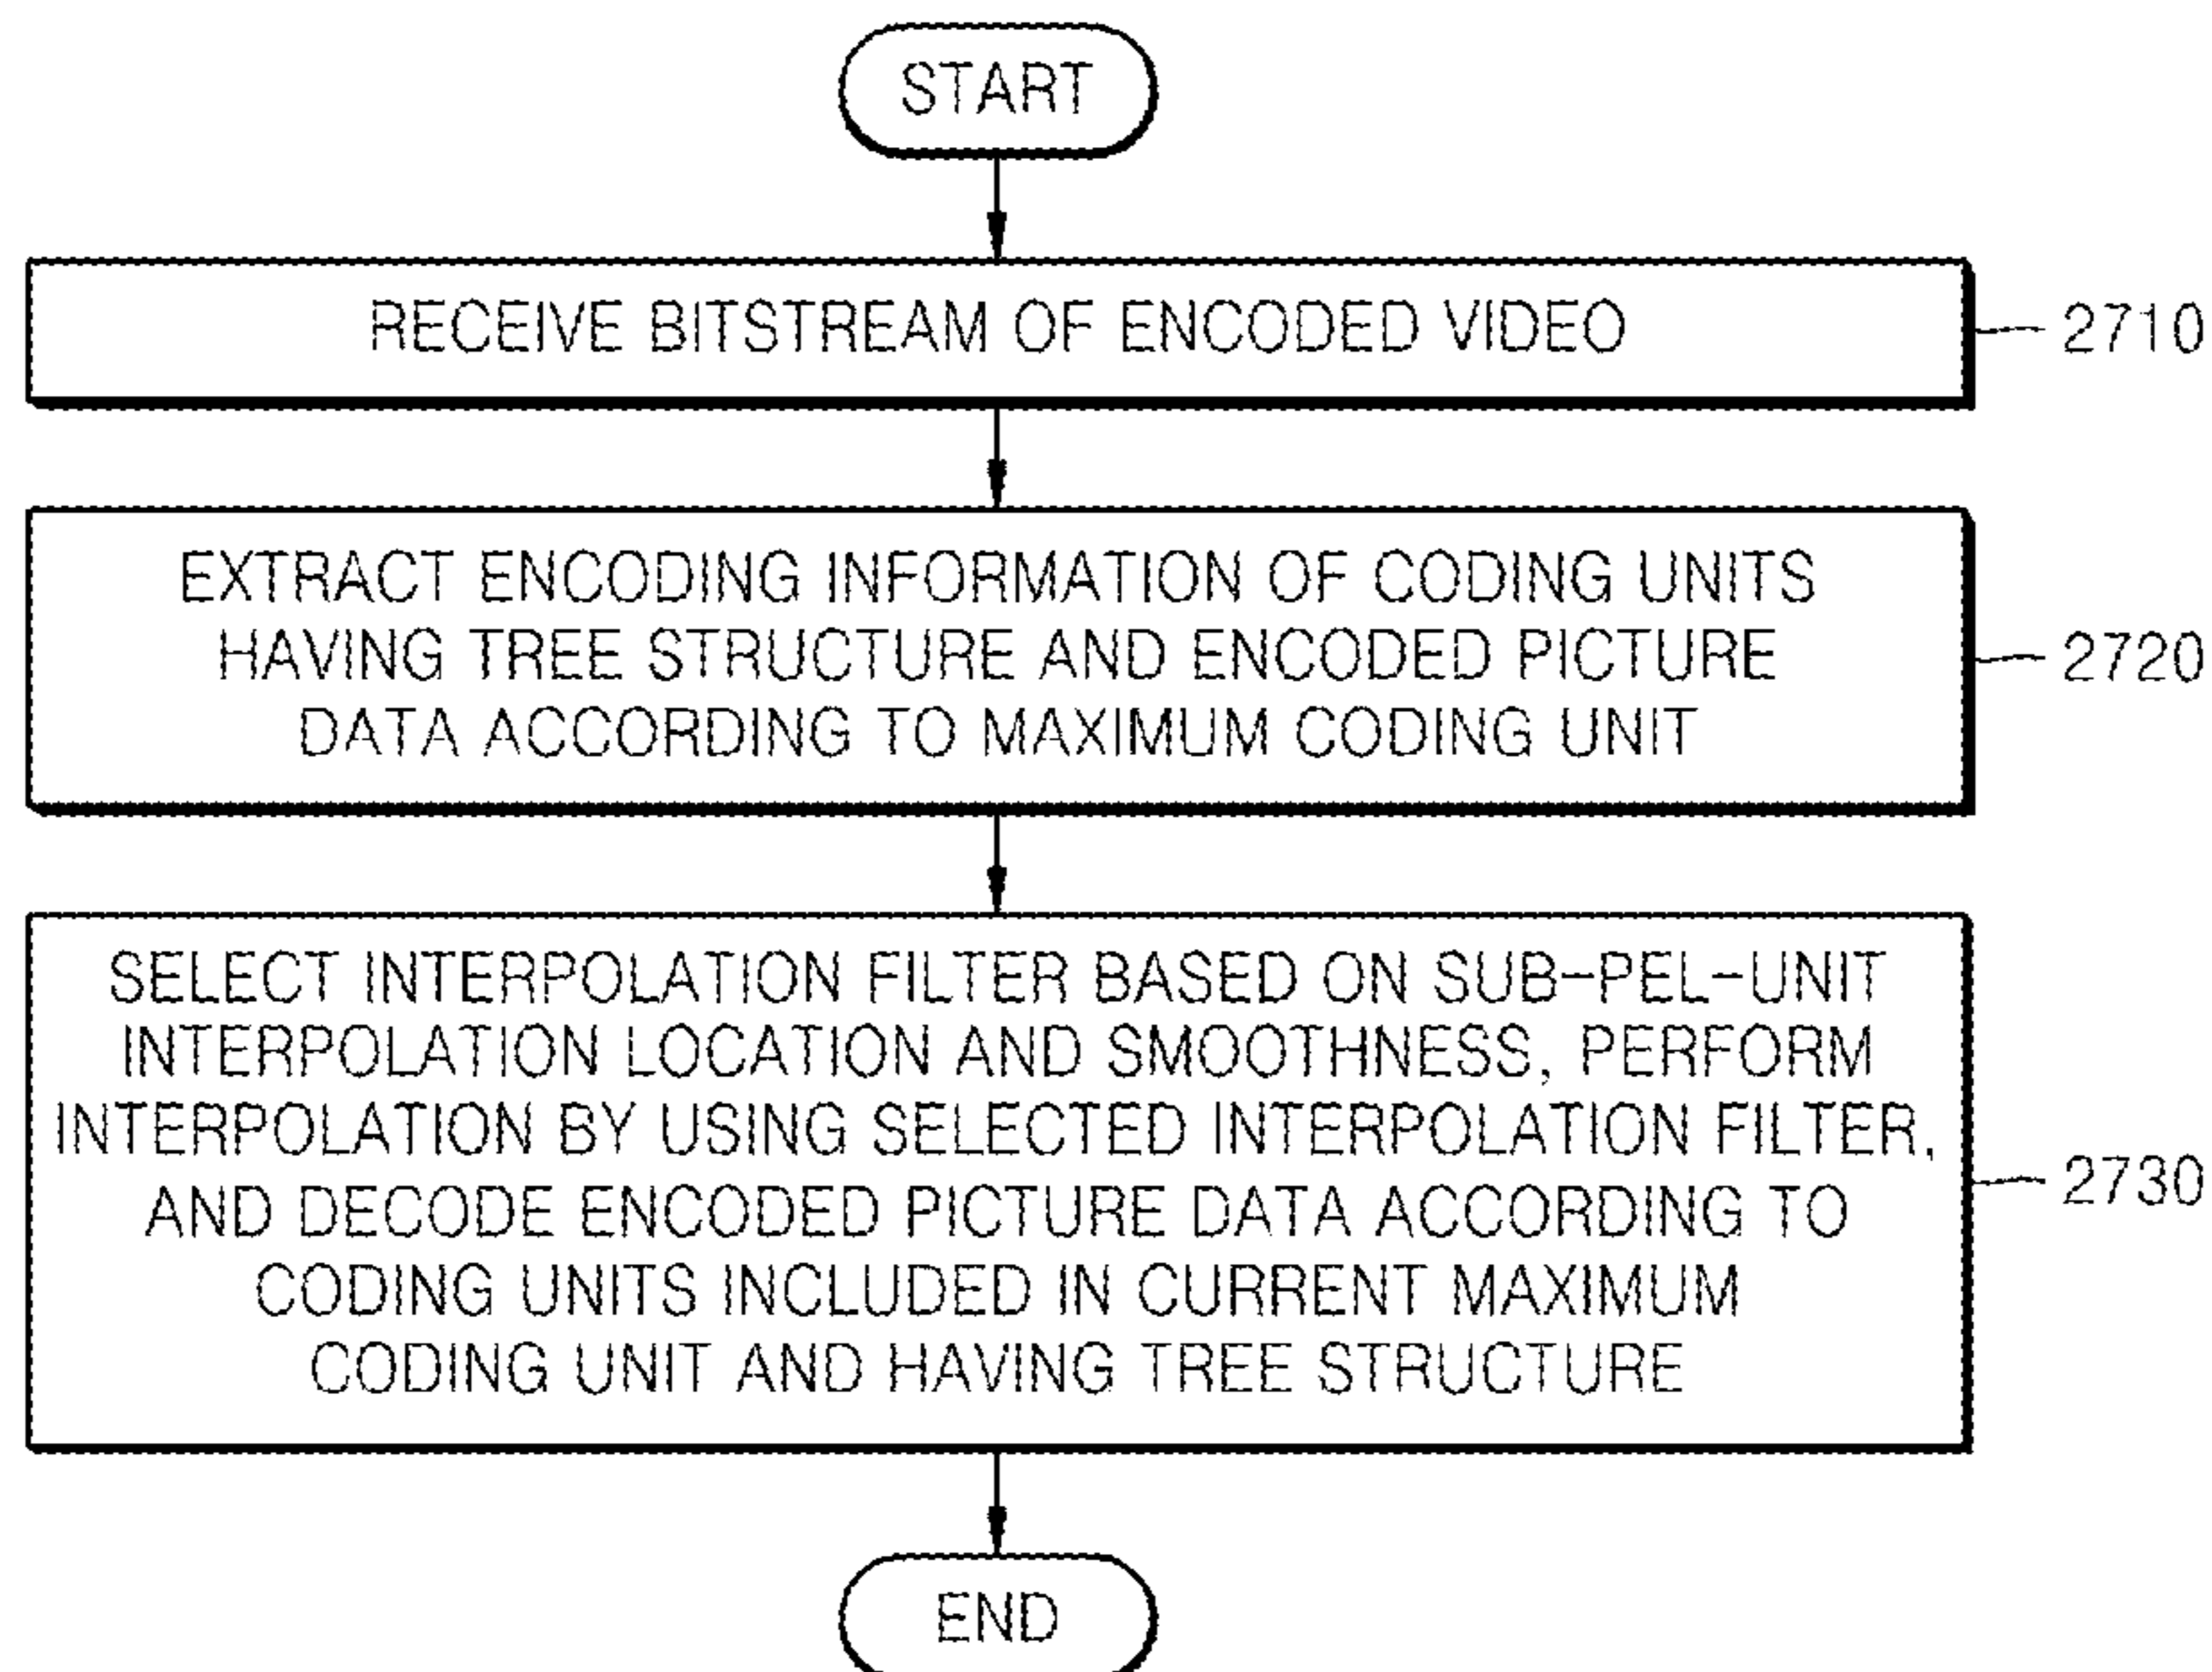 START
RECEIVE BITSTREAM OF ENCODED VIDEO
2710
EXTRACT ENCODING INFORMATION OF CODING UNITS
HAVING TREE STRUCTURE AND ENCODED PICTURE
DATA ACCORDING TO MAXIMUM CODING UNIT
2720
SELECT INTERPOLATION FILTER BASED ON SUB-PEL-UNIT
INTERPOLATION LOCATION AND SMOOTHNESS, PERFORM
INTERPOLATION BY USING SELECTED INTERPOLATION FILTER,
AND DECODE ENCODED PICTURE DATA ACCORDING TO
CODING UNITS INCLUDED IN CURRENT MAXIMUM
CODING UNIT AND HAVING TREE STRUCTURE
2730
END